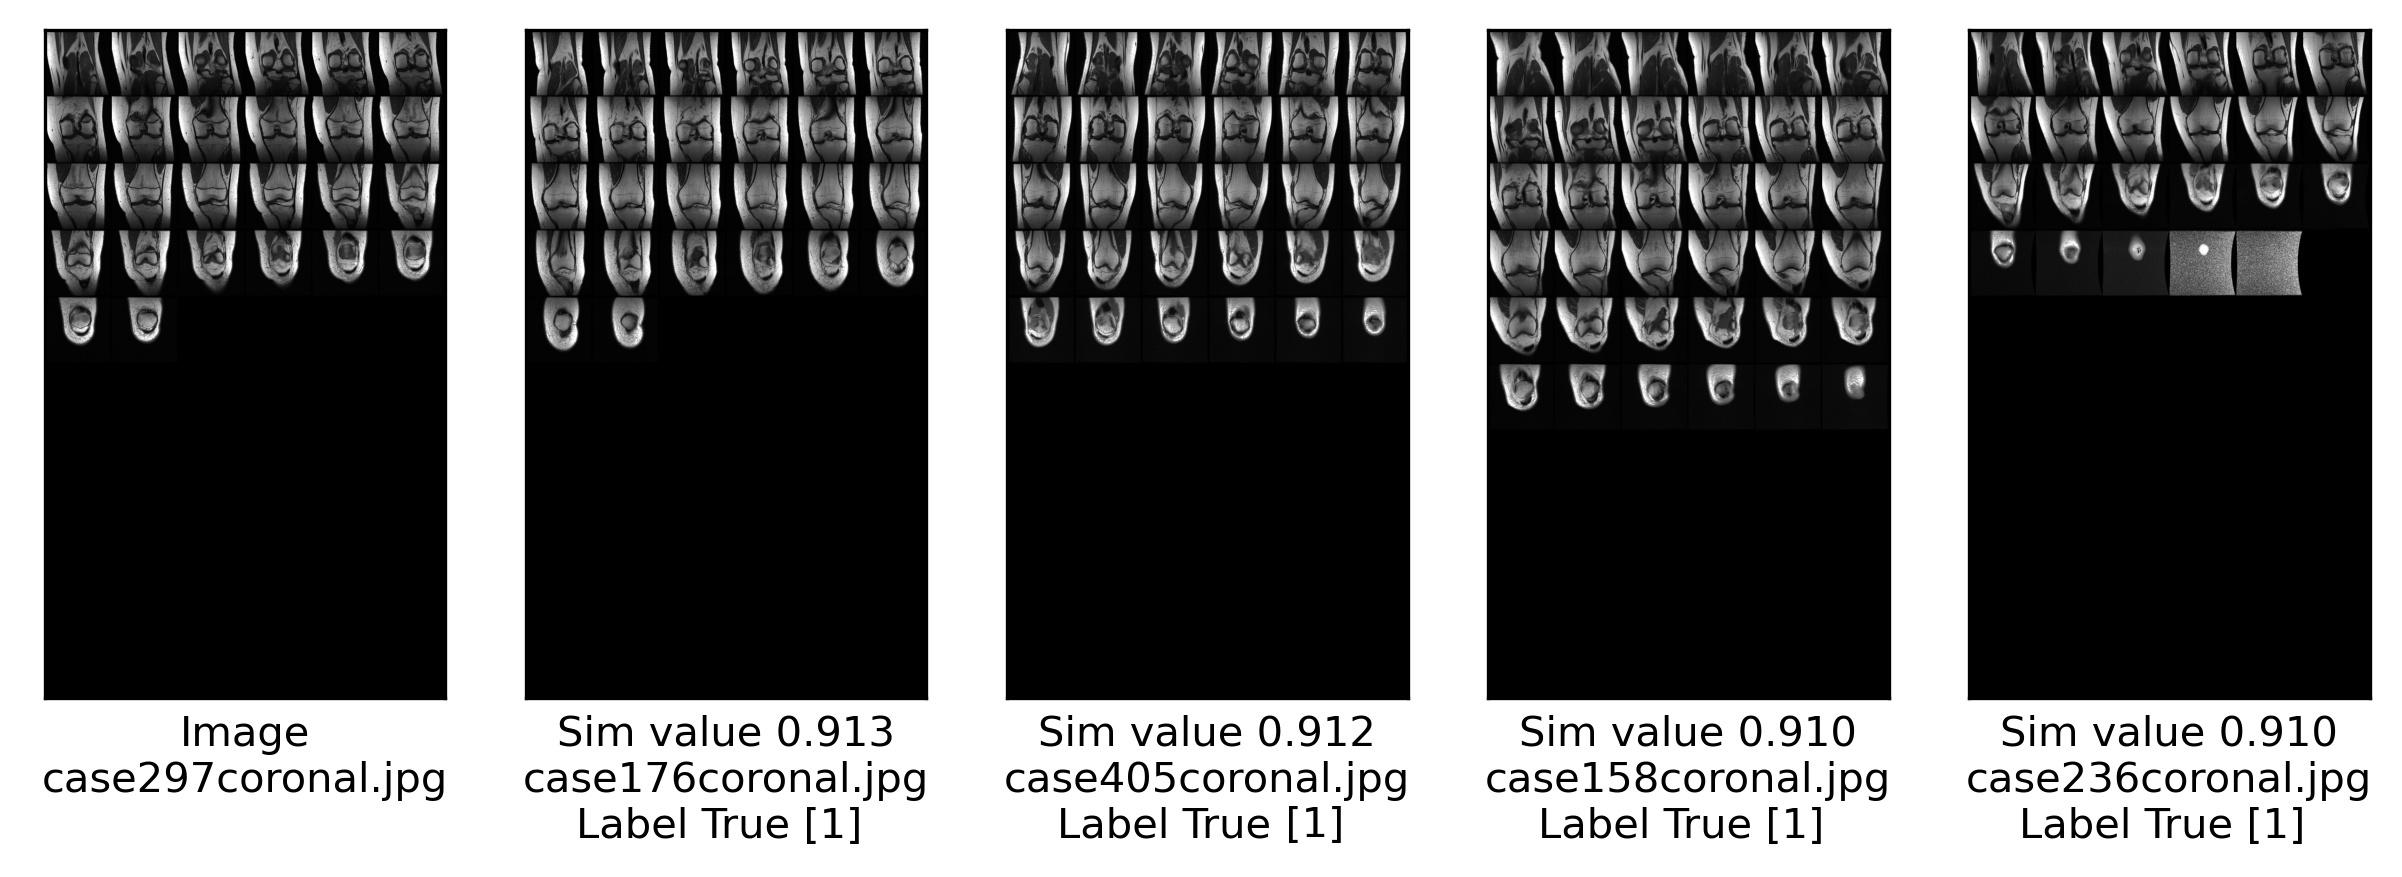 Image
case297coronal.jpg
Sim value 0.913
case176coronal.jpg
Label True [1]
Sim value 0.912
case405coronal.jpg
Label True [1]
Sim value 0.910
case158coronal.jpg
Label True [1]
Sim value 0.910
case236coronal.jpg
Label True [1]